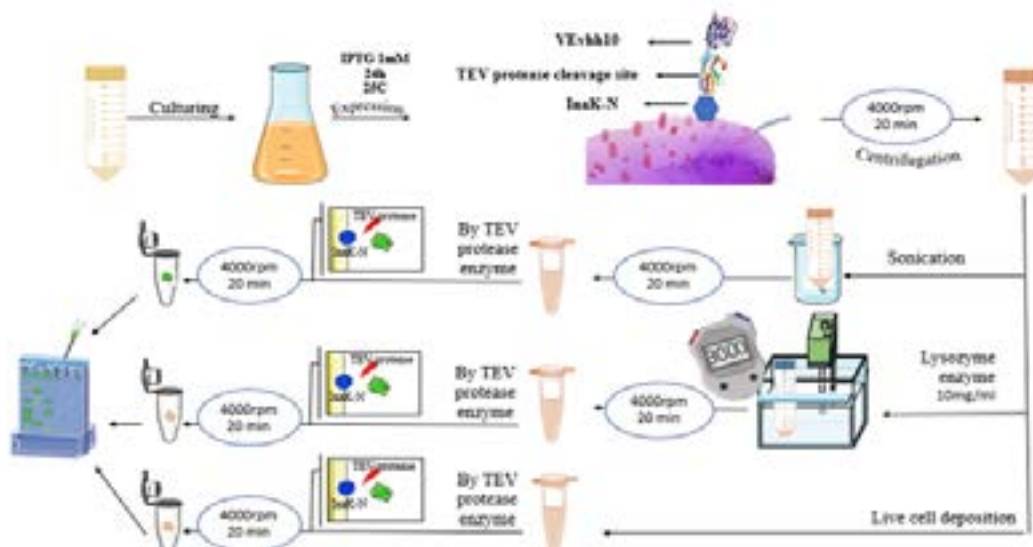 IPTG 1mM
24h
25C
Culturing
Expression
VEvhh10
TEV protease cleavage site
InaK-N
4000rpm
20 min
Centrifugation
TEV protease
InaK-N
4000rpm
20 min
By TEV
protease
enzyme
4000rpm
20 min
Sonication
TEV protease
InaK-N
4000rpm
20 min
By TEV
protease
enzyme
4000rpm
20 min
Lysozyme
enzyme
10mg/ml
TEV protease
InaK-N
4000rpm
20 min
By TEV
protease
enzyme
Live cell deposition